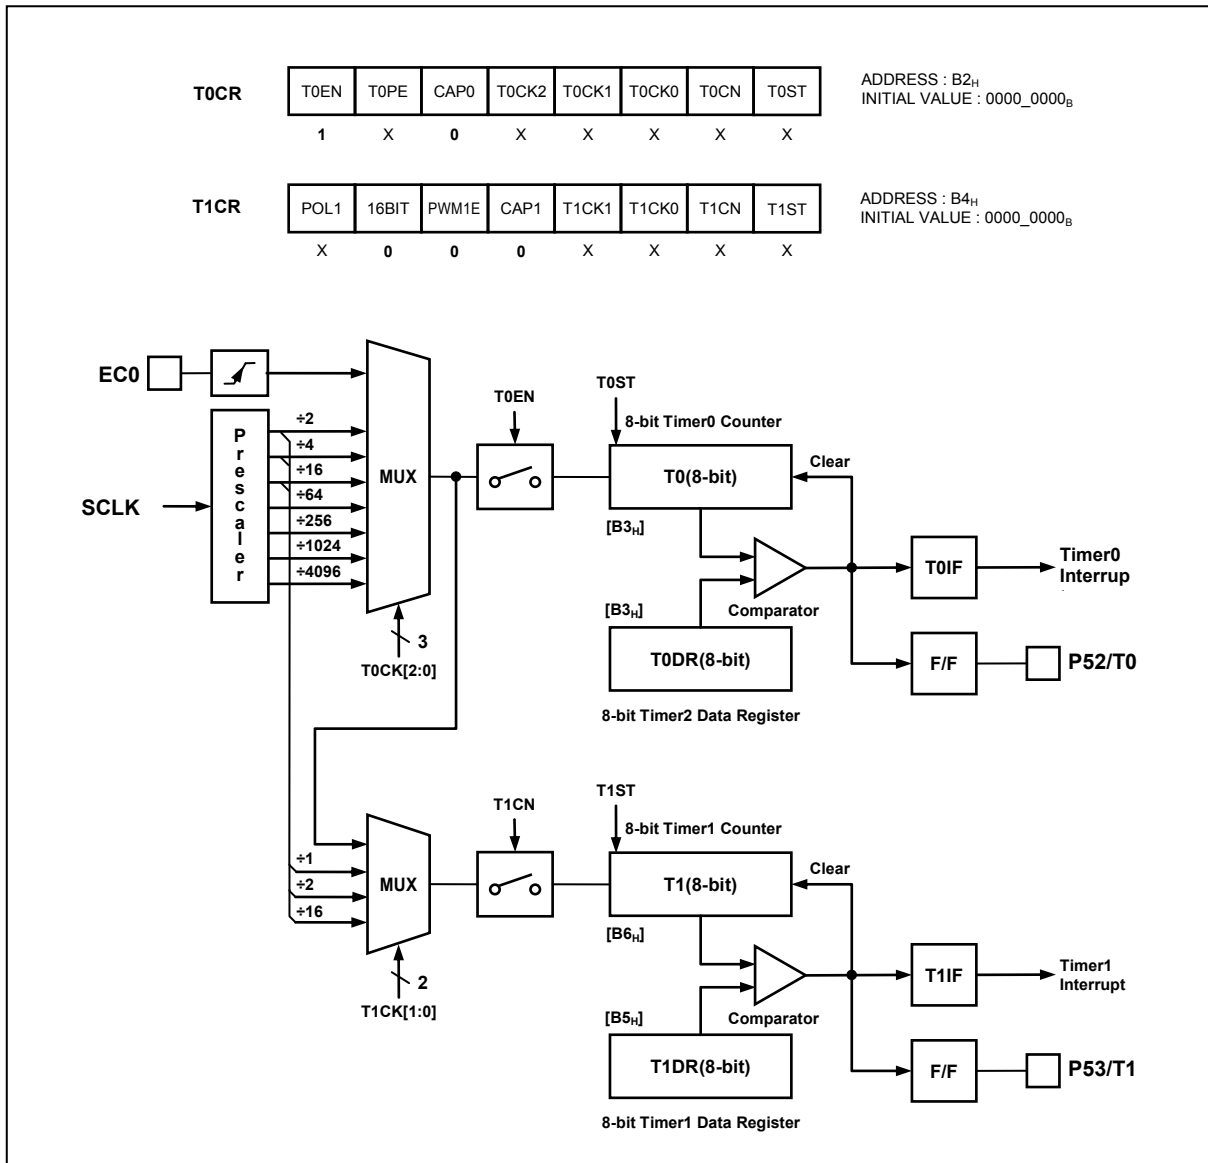 T0CR T0EN T0PE CAP0 T0CK2 T0CK1 T0CK0 T0CN T0ST
ADDRESS : B2H
INITIAL VALUE : 0000_0000B
1 X 0 X X X X X
T1CR POL1 16BIT PWM1E CAP1 T1CK1 T1CK0 T1CN T1ST
ADDRESS : B4H
INITIAL VALUE : 0000_0000B
X 0 0 0 X X X X
EC0
SCLK
Prescaler
÷2
÷4
÷16
÷64
÷256
÷1024
÷4096
MUX
3
T0CK[2:0]
T0EN
T0ST
8-bit Timer0 Counter
T0(8-bit)
Clear
[B3H]
Comparator
[B3H]
T0DR(8-bit)
8-bit Timer2 Data Register
T0IF
Timer0
Interrup
F/F
P52/T0
÷1
÷2
÷16
MUX
2
T1CK[1:0]
T1CN
T1ST
8-bit Timer1 Counter
T1(8-bit)
Clear
[B6H]
Comparator
[B5H]
T1DR(8-bit)
8-bit Timer1 Data Register
T1IF
Timer1
Interrupt
F/F
P53/T1